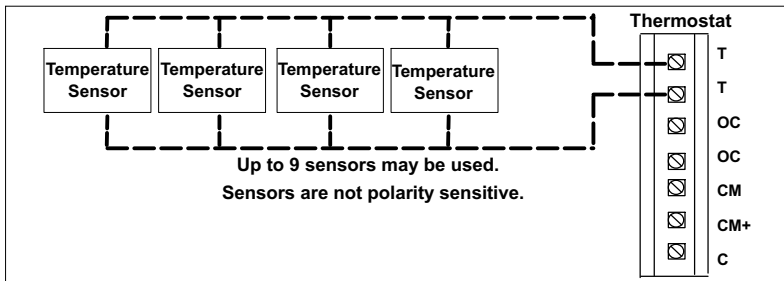 Thermostat
Temperature
Sensor
Temperature
Sensor
Temperature
Sensor
Temperature
Sensor
T
T
OC
OC
CM
CM+
C
Up to 9 sensors may be used.
Sensors are not polarity sensitive.